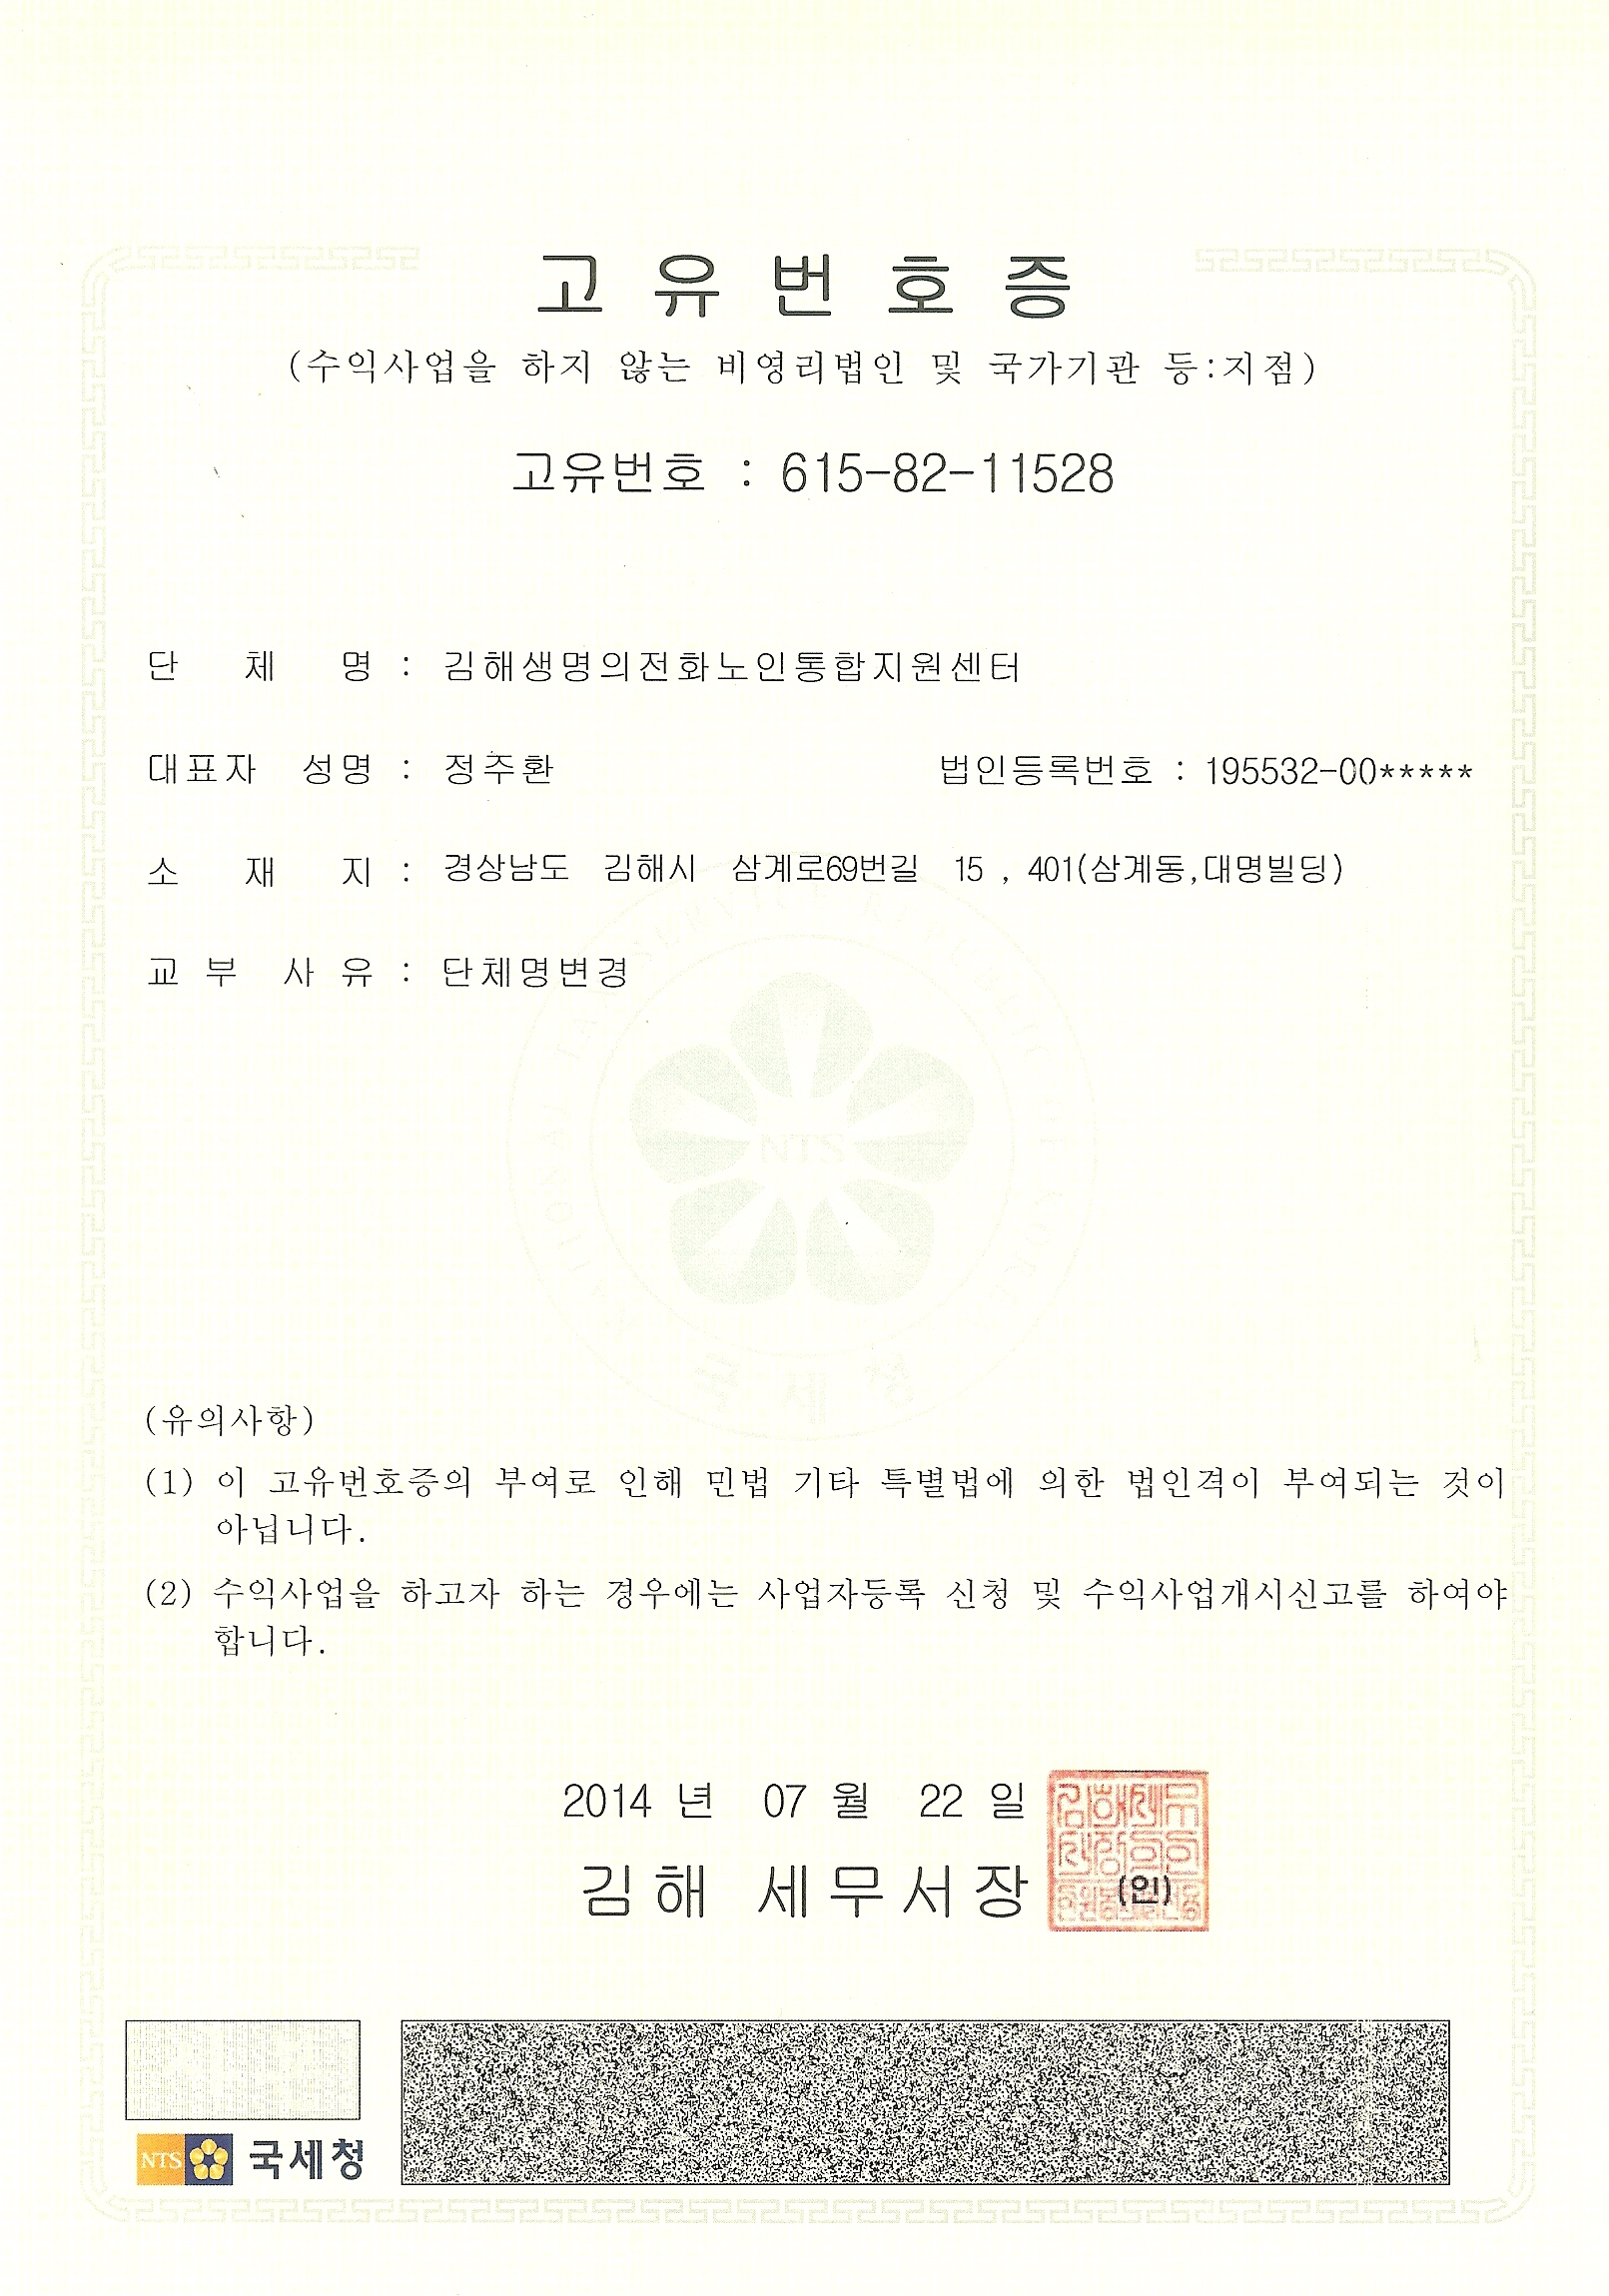 고유번호증
(수익사업을 하지 않는 비영리법인 및 국가기관 등:지점)
고유번호 : 615-82-11528
단 체 명 : 김해생명의전화노인통합지원센터
대표자 성명 : 정주환 법인등록번호 : 195532-00*****
소 재 지 : 경상남도 김해시 삼계로69번길 15 , 401(삼계동,대명빌딩)
교 부 사 유 : 단체명변경
NTS
국세청
(유의사항)
(1) 이 고유번호증의 부여로 인해 민법 기타 특별법에 의한 법인격이 부여되는 것이
아닙니다.
(2) 수익사업을 하고자 하는 경우에는 사업자등록 신청 및 수익사업개시신고를 하여야
합니다.
2014 년 07 월 22 일
김해 세무서장 (인)
NTS 국세청